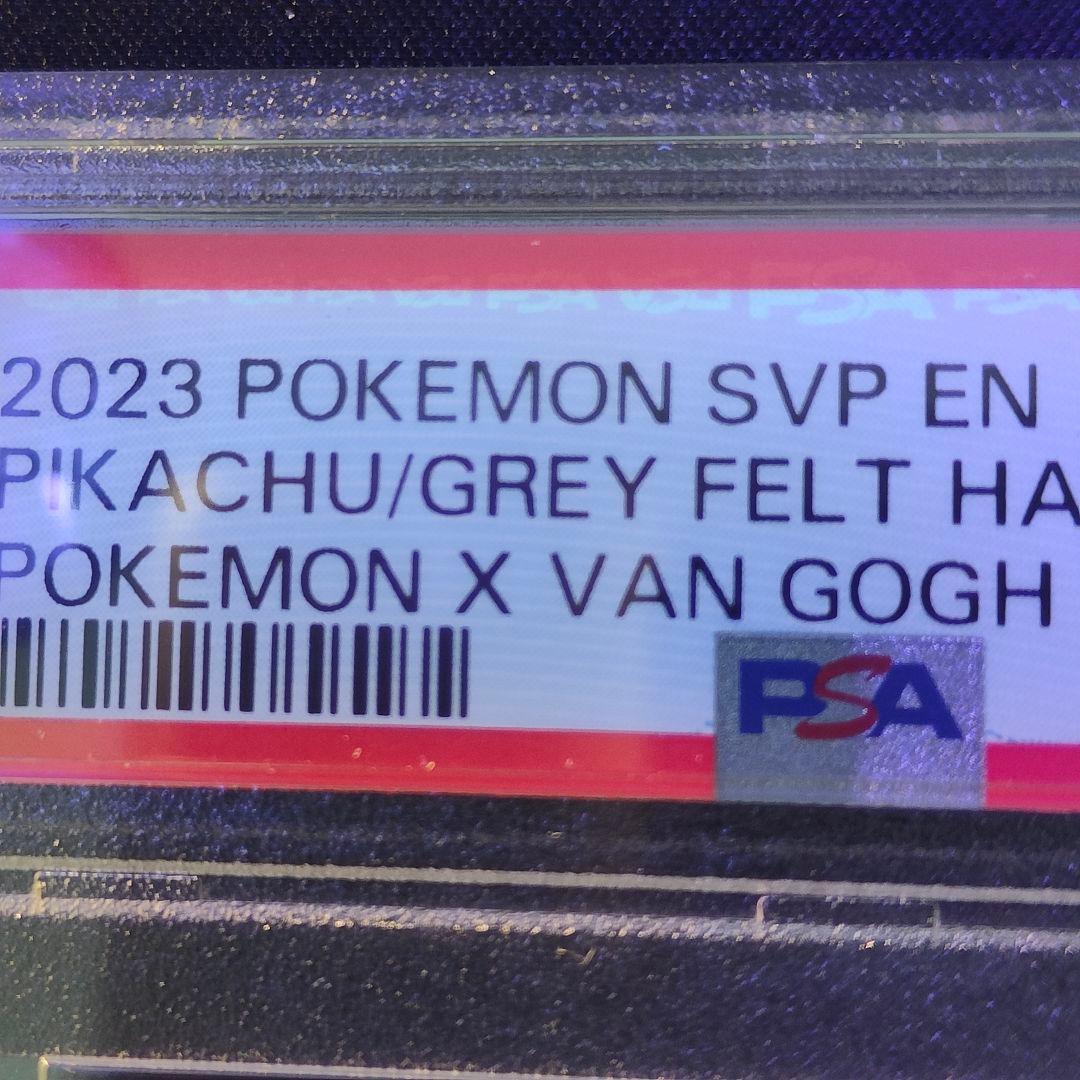 2023 POKEMON SVP EN
PIKACHU/GREY FELT HA
POKEMON X VAN GOGH
PSA